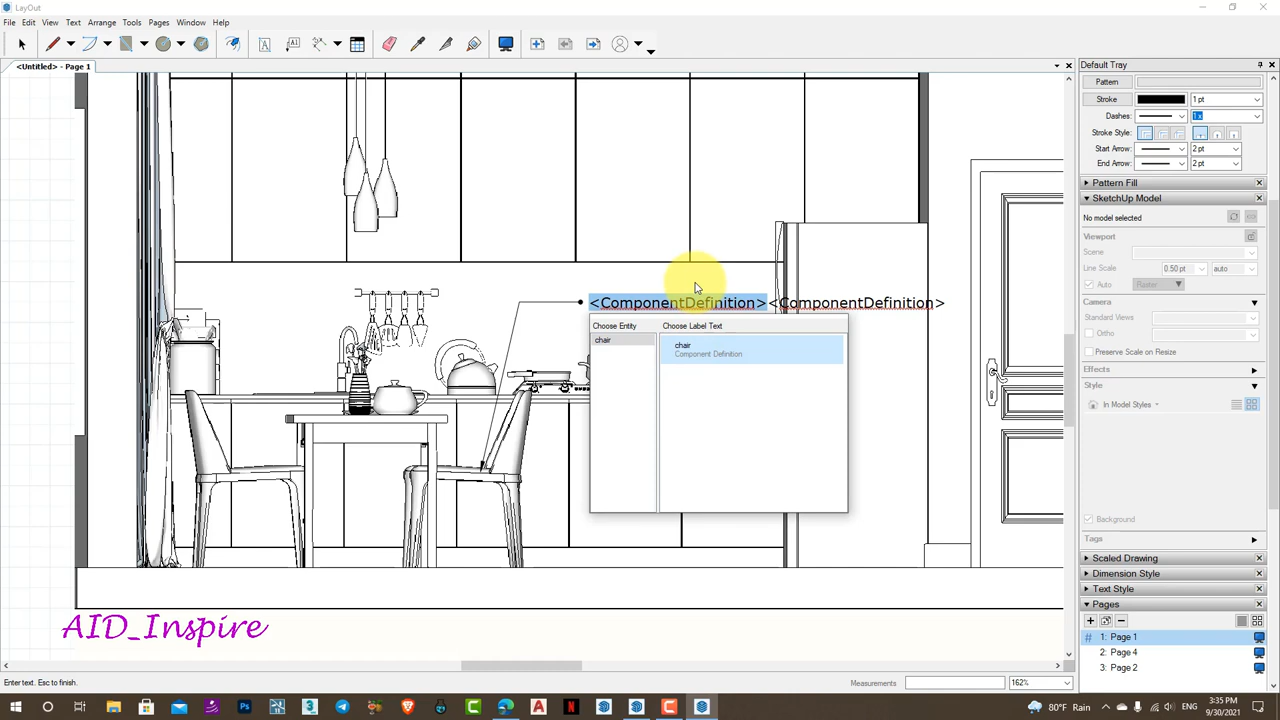 LayOut
File Edit View Text Arrange Tools Pages Window Help
<Untitled> - Page 1
Default Tray
Pattern
Stroke 1 pt
Dashes: 1x
Stroke Style:
Start Arrow: 2 pt
End Arrow: 2 pt
Pattern Fill
SketchUp Model
No model selected
Viewport
Scene
Line Scale 0.50 pt auto
Auto Raster
Camera
Standard Views
Ortho
Preserve Scale on Resize
Effects
Style
In Model Styles
Background
Tags
Scaled Drawing
Dimension Style
Text Style
Pages
# 1: Page 1
2: Page 4
3: Page 2
<ComponentDefinition><ComponentDefinition>
Choose Entity Choose Label Text
chair chair
Component Definition
AID_Inspire
Enter text. Esc to finish.
Measurements 162%
80°F Rain
3:35 PM
9/30/2021